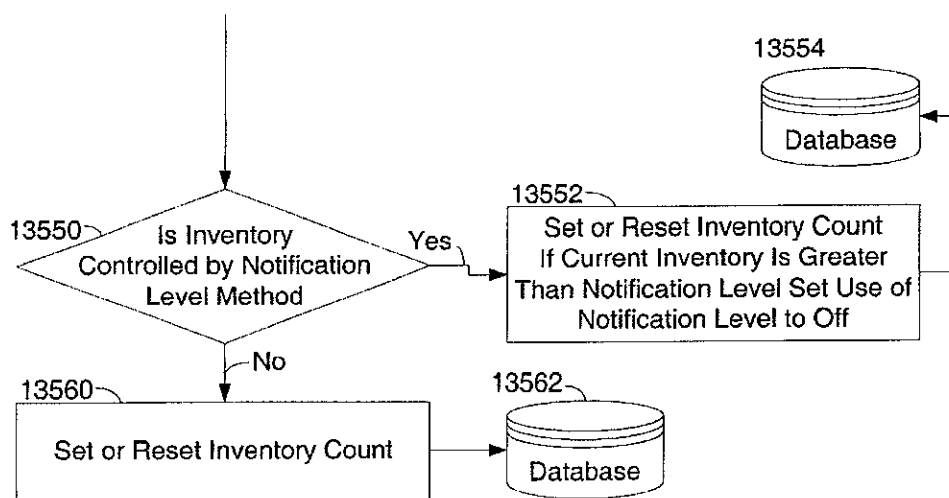 13554
Database
13550
Is Inventory
Controlled by Notification
Level Method
Yes
13552
Set or Reset Inventory Count
If Current Inventory Is Greater
Than Notification Level Set Use of
Notification Level to Off
No
13560
Set or Reset Inventory Count
13562
Database